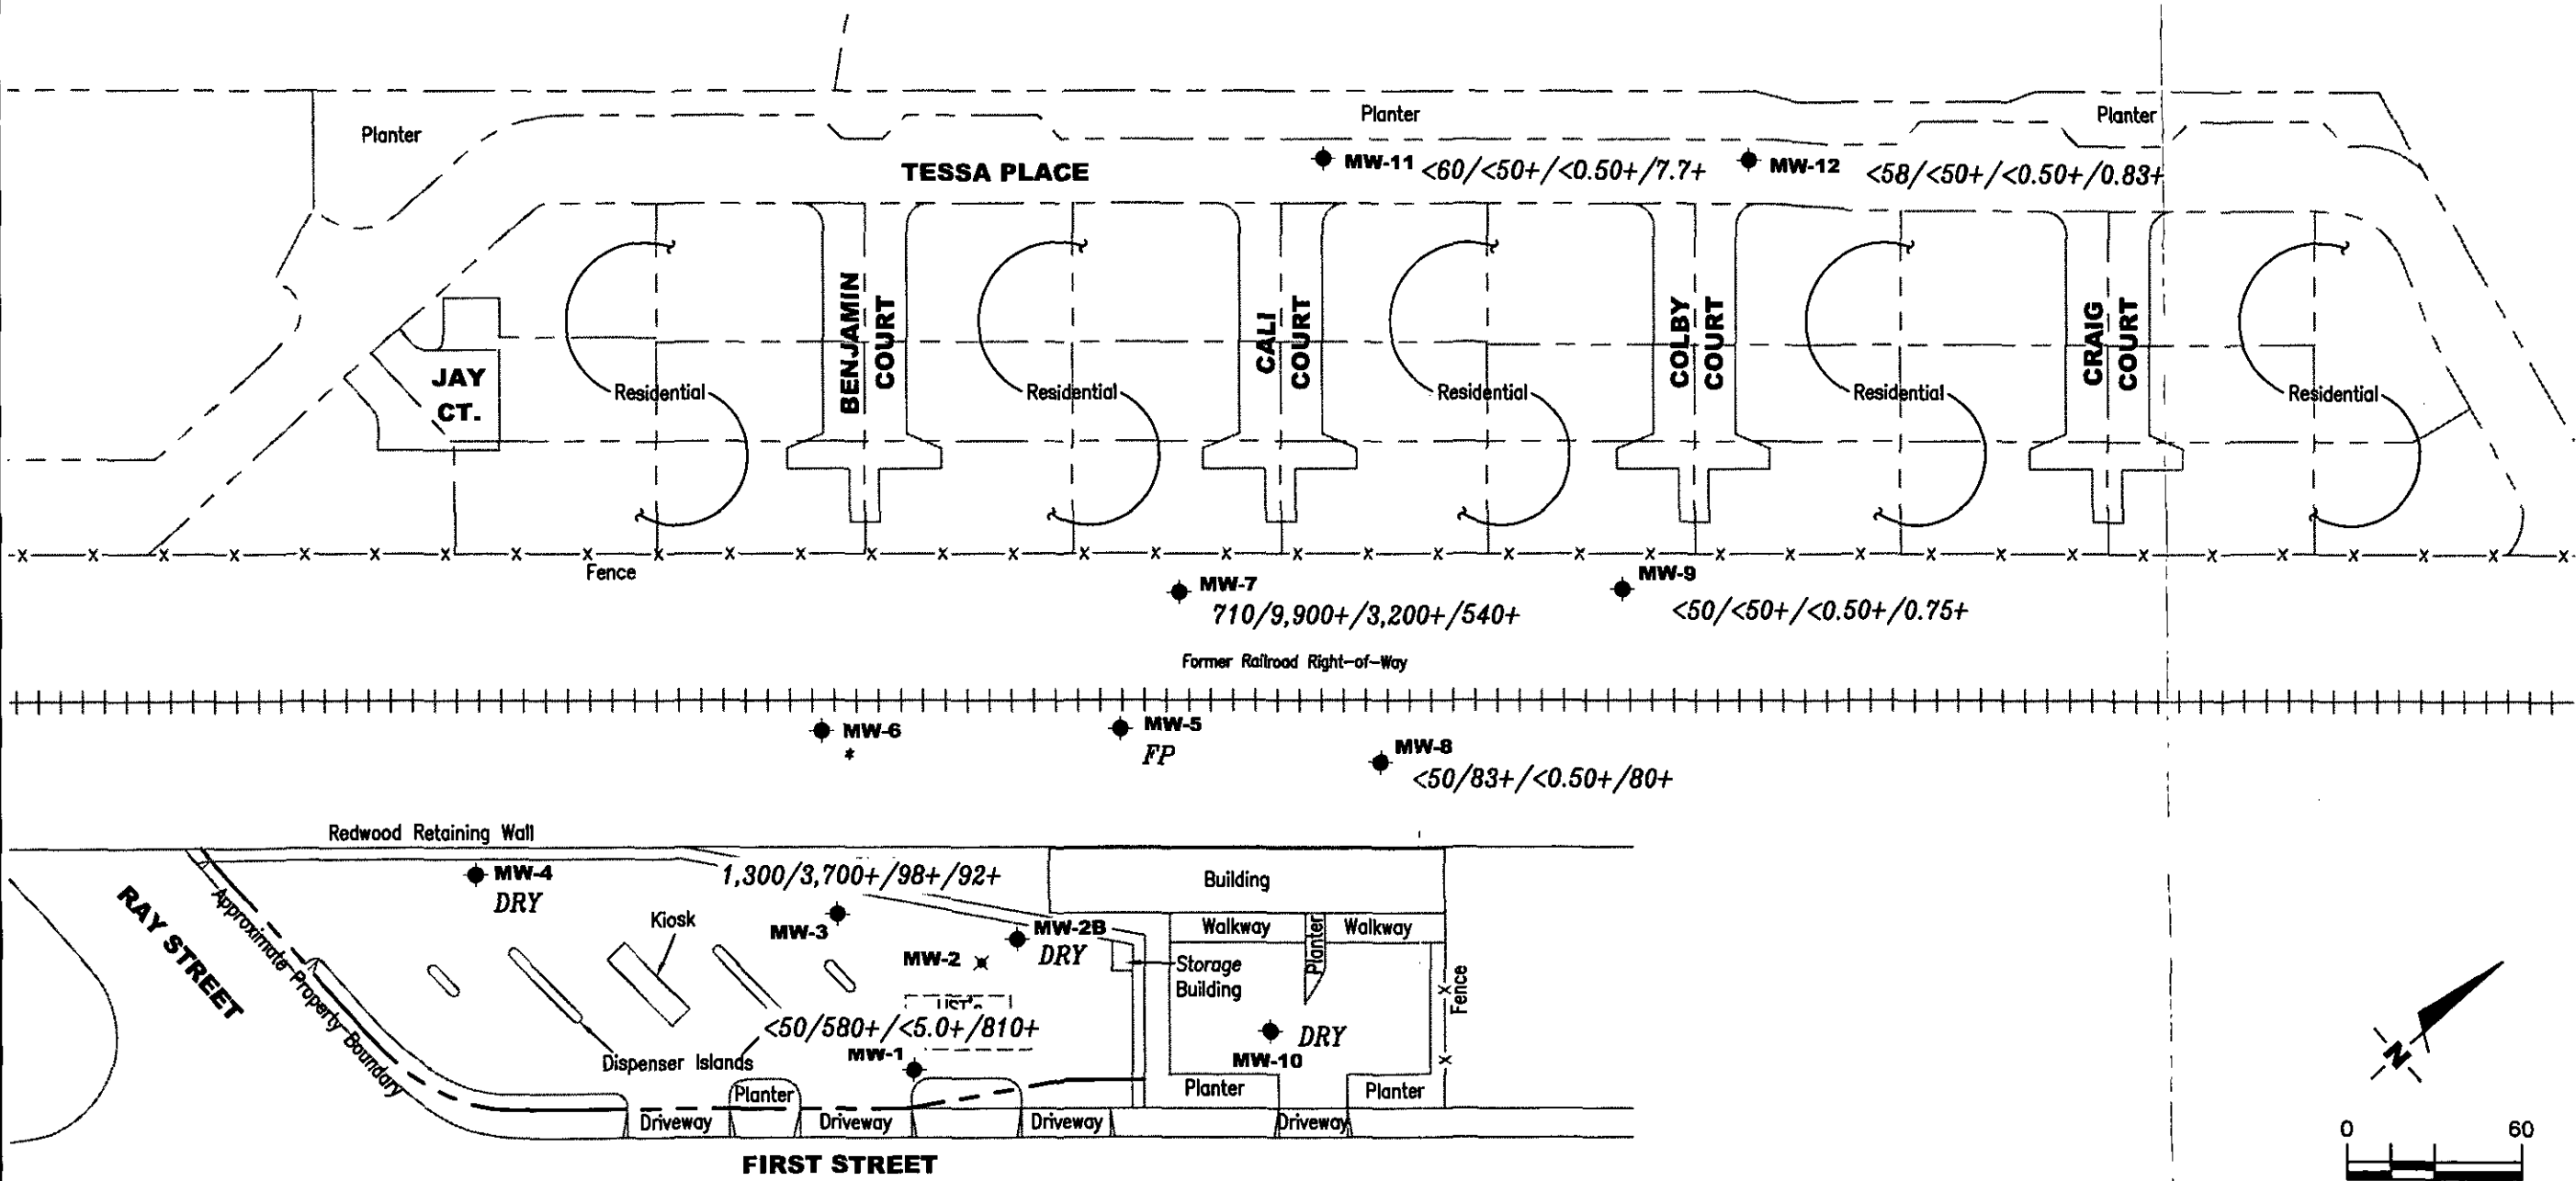 Planter
Planter
Planter
TESSA PLACE
MW-11 <60/<50+/<0.50+/7.7+
MW-12 <58/<50+/<0.50+/0.83+
BENJAMIN
COURT
CALI
COURT
COLBY
COURT
CRAIG
COURT
JAY
CT.
Residential
Residential
Residential
Residential
Residential
x x x x x x x x x x x x x x x x x x x x x x x x x x x x x x x x x x x x x
Fence
MW-7
710/9,900+/3,200+/540+
MW-9
<50/<50+/<0.50+/0.75+
Former Railroad Right-of-Way
MW-6
*
MW-5
FP
MW-8
<50/83+/<0.50+/80+
Redwood Retaining Wall
MW-4
DRY
1,300/3,700+/98+/92+
Building
RAY STREET
Approximate Property Boundary
Kiosk
MW-3
MW-2B
DRY
MW-2
Walkway
Planter
Walkway
Storage
Building
Fence
x
x
UST's
<50/580+/<5.0+/810+
Dispenser Islands
MW-1
DRY
MW-10
Planter
Planter
Planter
Driveway
Driveway
Driveway
Driveway
FIRST STREET
N
0 60